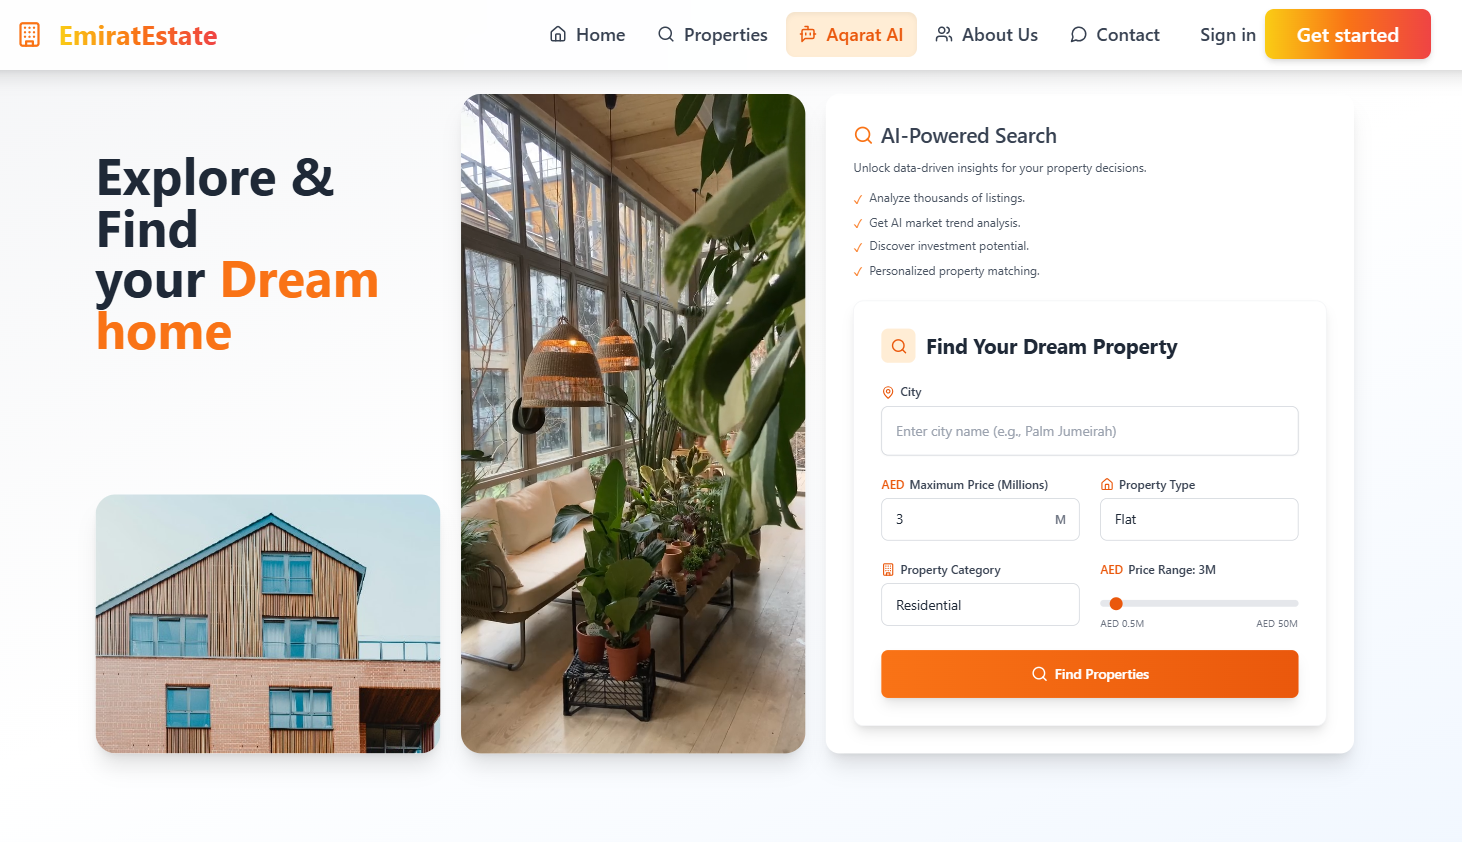 EmiratEstate
Home
Properties
Aqarat AI
About Us
Contact
Sign in
Get started
Explore &
Find
your Dream
home
AI-Powered Search
Unlock data-driven insights for your property decisions.
Analyze thousands of listings.
Get AI market trend analysis.
Discover investment potential.
Personalized property matching.
Find Your Dream Property
City
Enter city name (e.g., Palm Jumeirah)
AED Maximum Price (Millions)
3 M
Property Type
Flat
Property Category
Residential
AED Price Range: 3M
AED 0.5M AED 50M
Find Properties